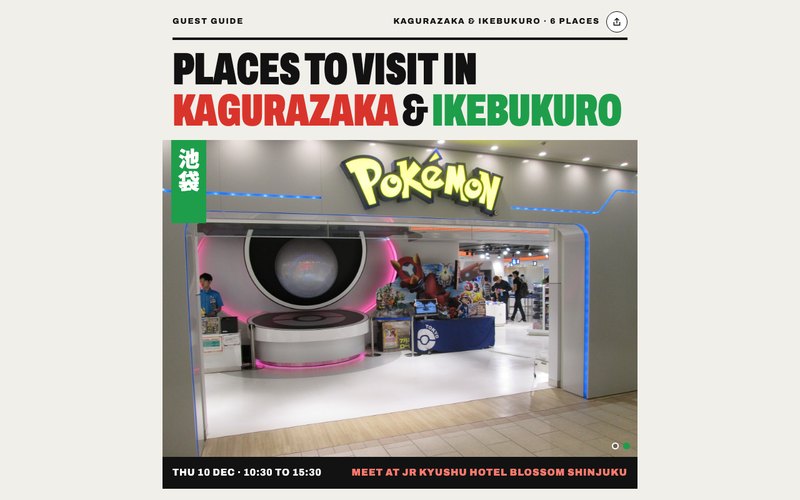 GUEST GUIDE
KAGURAZAKA & IKEBUKURO · 6 PLACES
PLACES TO VISIT IN
KAGURAZAKA & IKEBUKURO
池袋
POKéMON
TOKYO
THU 10 DEC · 10:30 TO 15:30
MEET AT JR KYUSHU HOTEL BLOSSOM SHINJUKU